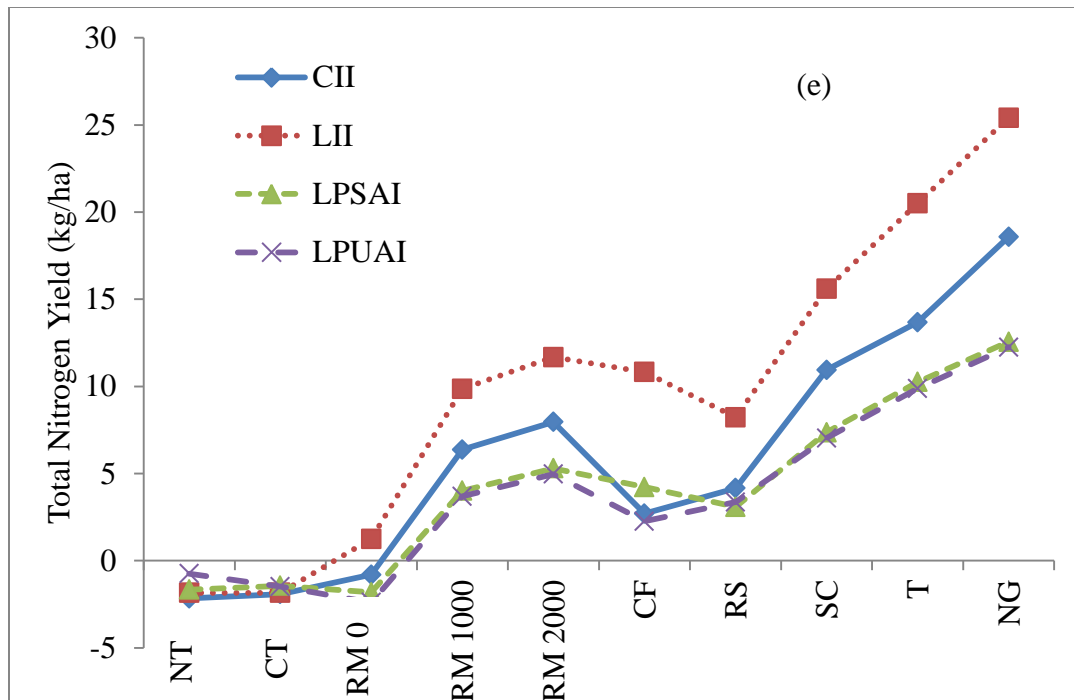 Total Nitrogen Yield (kg/ha)
30
25
20
15
10
5
0
-5
CII
LII
LPSAI
LPUAI
(e)
NT
CT
RM 0
RM 1000
RM 2000
CF
RS
SC
T
NG